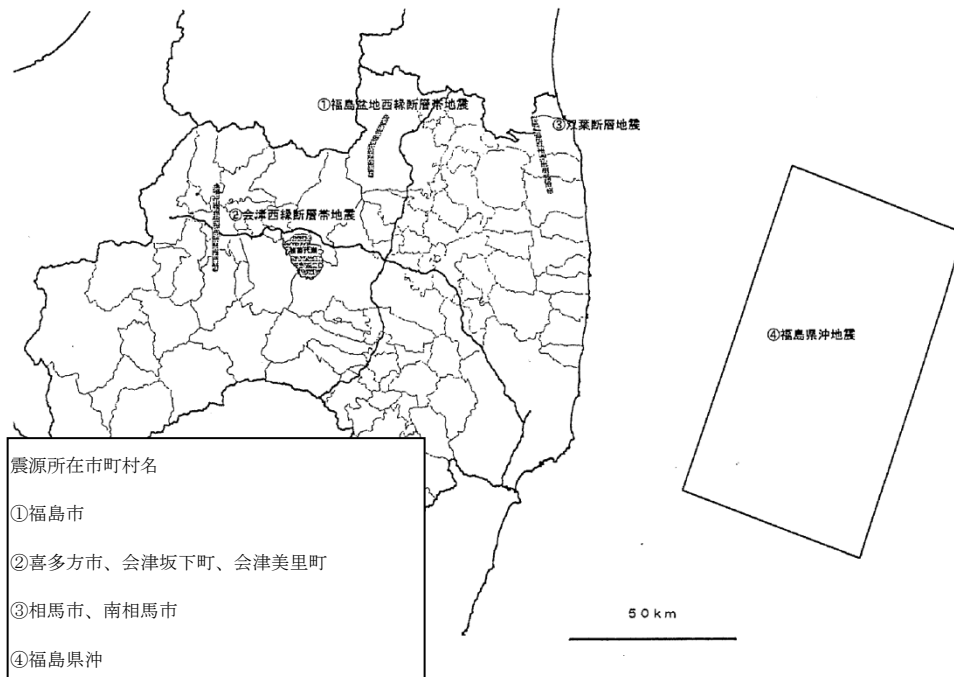 ①福島盆地西縁断層帯地震
③双葉断層地震
②会津西縁断層帯地震
④福島県沖地震
震源所在市町村名
①福島市
②喜多方市、会津坂下町、会津美里町
③相馬市、南相馬市
④福島県沖
50km